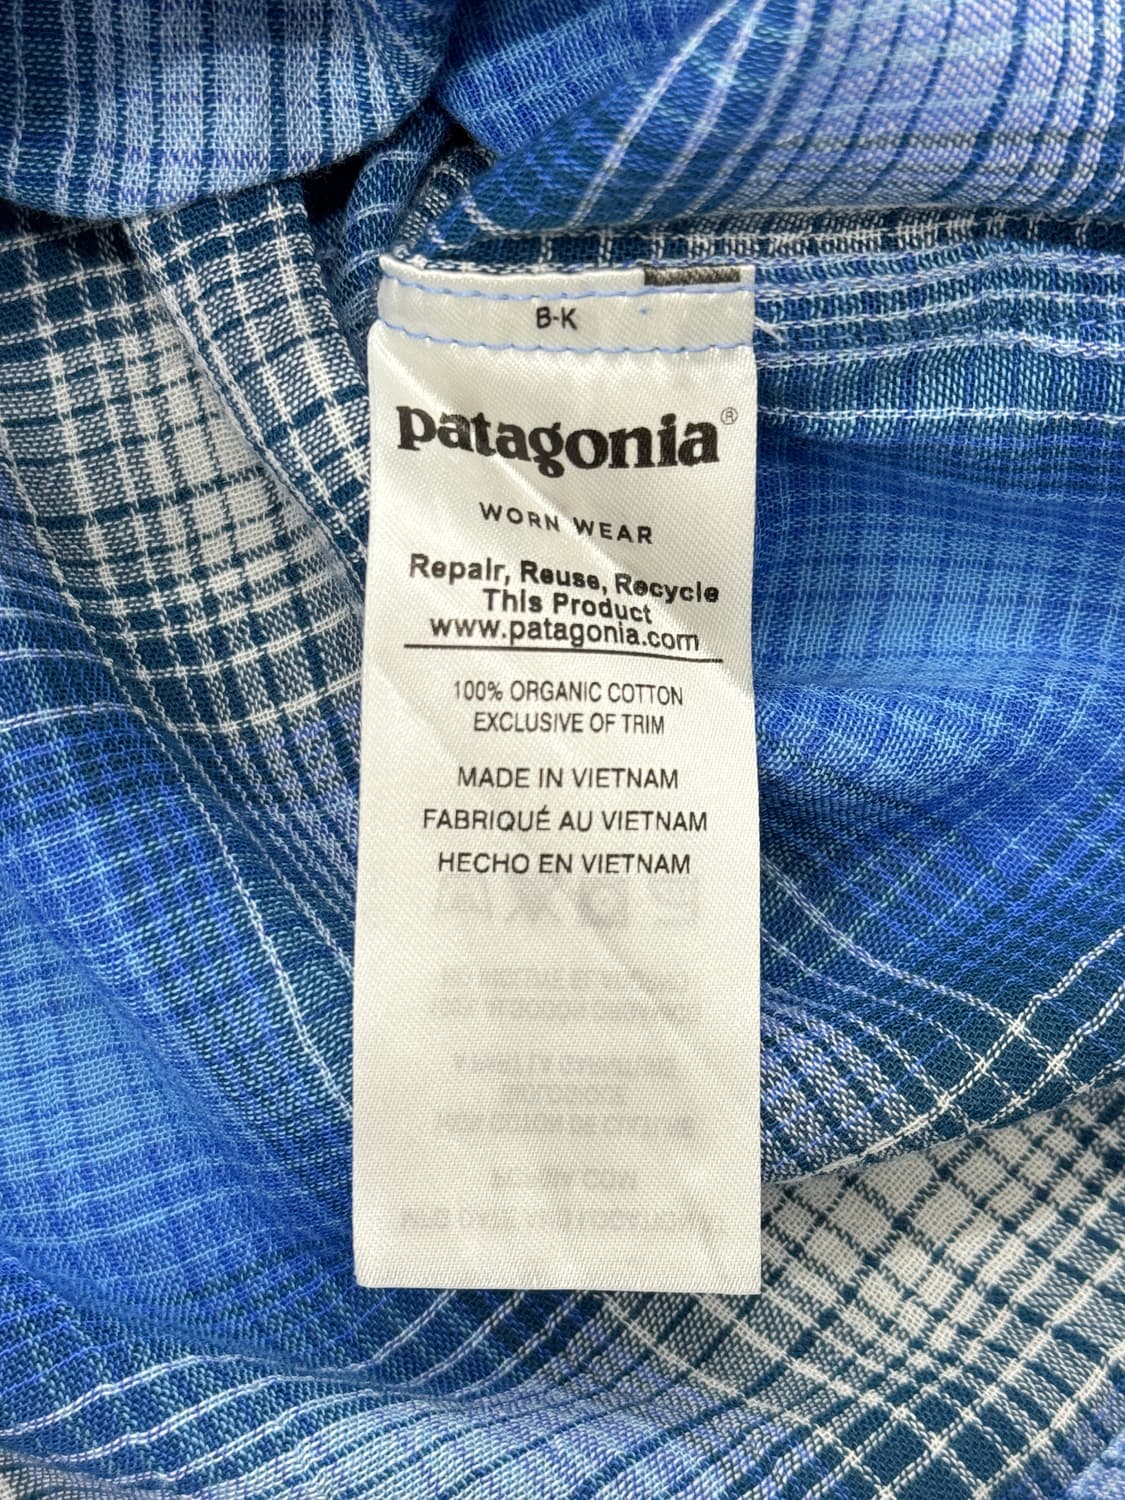 B-K
patagonia®
WORN WEAR
Repair, Reuse, Recycle
This Product
www.patagonia.com
100% ORGANIC COTTON
EXCLUSIVE OF TRIM
MADE IN VIETNAM
FABRIQUÉ AU VIETNAM
HECHO EN VIETNAM